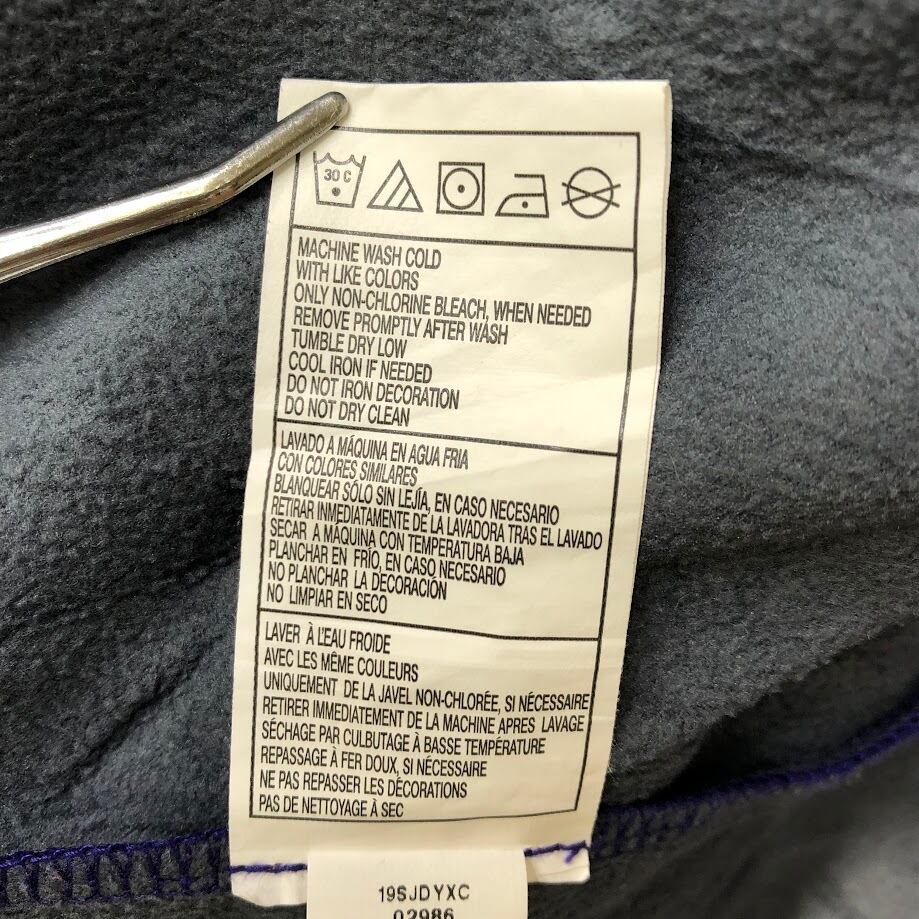 30 C
MACHINE WASH COLD
WITH LIKE COLORS
ONLY NON-CHLORINE BLEACH, WHEN NEEDED
REMOVE PROMPTLY AFTER WASH
TUMBLE DRY LOW
COOL IRON IF NEEDED
DO NOT IRON DECORATION
DO NOT DRY CLEAN
LAVADO A MÁQUINA EN AGUA FRIA
CON COLORES SIMILARES
BLANQUEAR SÓLO SIN LEJÍA, EN CASO NECESARIO
RETIRAR INMEDIATAMENTE DE LA LAVADORA TRAS EL LAVADO
SECAR A MÁQUINA CON TEMPERATURA BAJA
PLANCHAR EN FRÍO, EN CASO NECESARIO
NO PLANCHAR LA DECORACIÓN
NO LIMPIAR EN SECO
LAVER À L'EAU FROIDE
AVEC LES MÊME COULEURS
UNIQUEMENT DE LA JAVEL NON-CHLORÉE, SI NÉCESSAIRE
RETIRER IMMEDIATEMENT DE LA MACHINE APRES LAVAGE
SÉCHAGE PAR CULBUTAGE À BASSE TEMPÉRATURE
REPASSAGE À FER DOUX, SI NÉCESSAIRE
NE PAS REPASSER LES DÉCORATIONS
PAS DE NETTOYAGE À SEC
19SJDYXC
02986